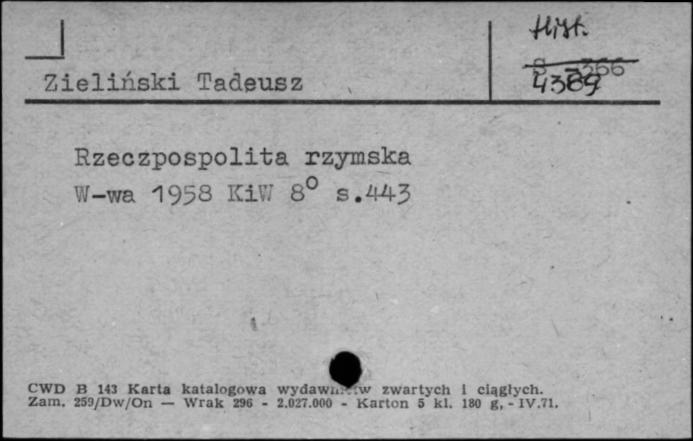 Hist.
S - 366
4389
Zieliński Tadeusz
Rzeczpospolita rzymska
W-wa 1958 KiW 8° s.443
CWD B 143 Karta katalogowa zwartych i ciągłych.
Zam. 259/Dw/On — Wrak 296 - 2.027.000 - Karton 5 kl. 180 g, - IV.71.